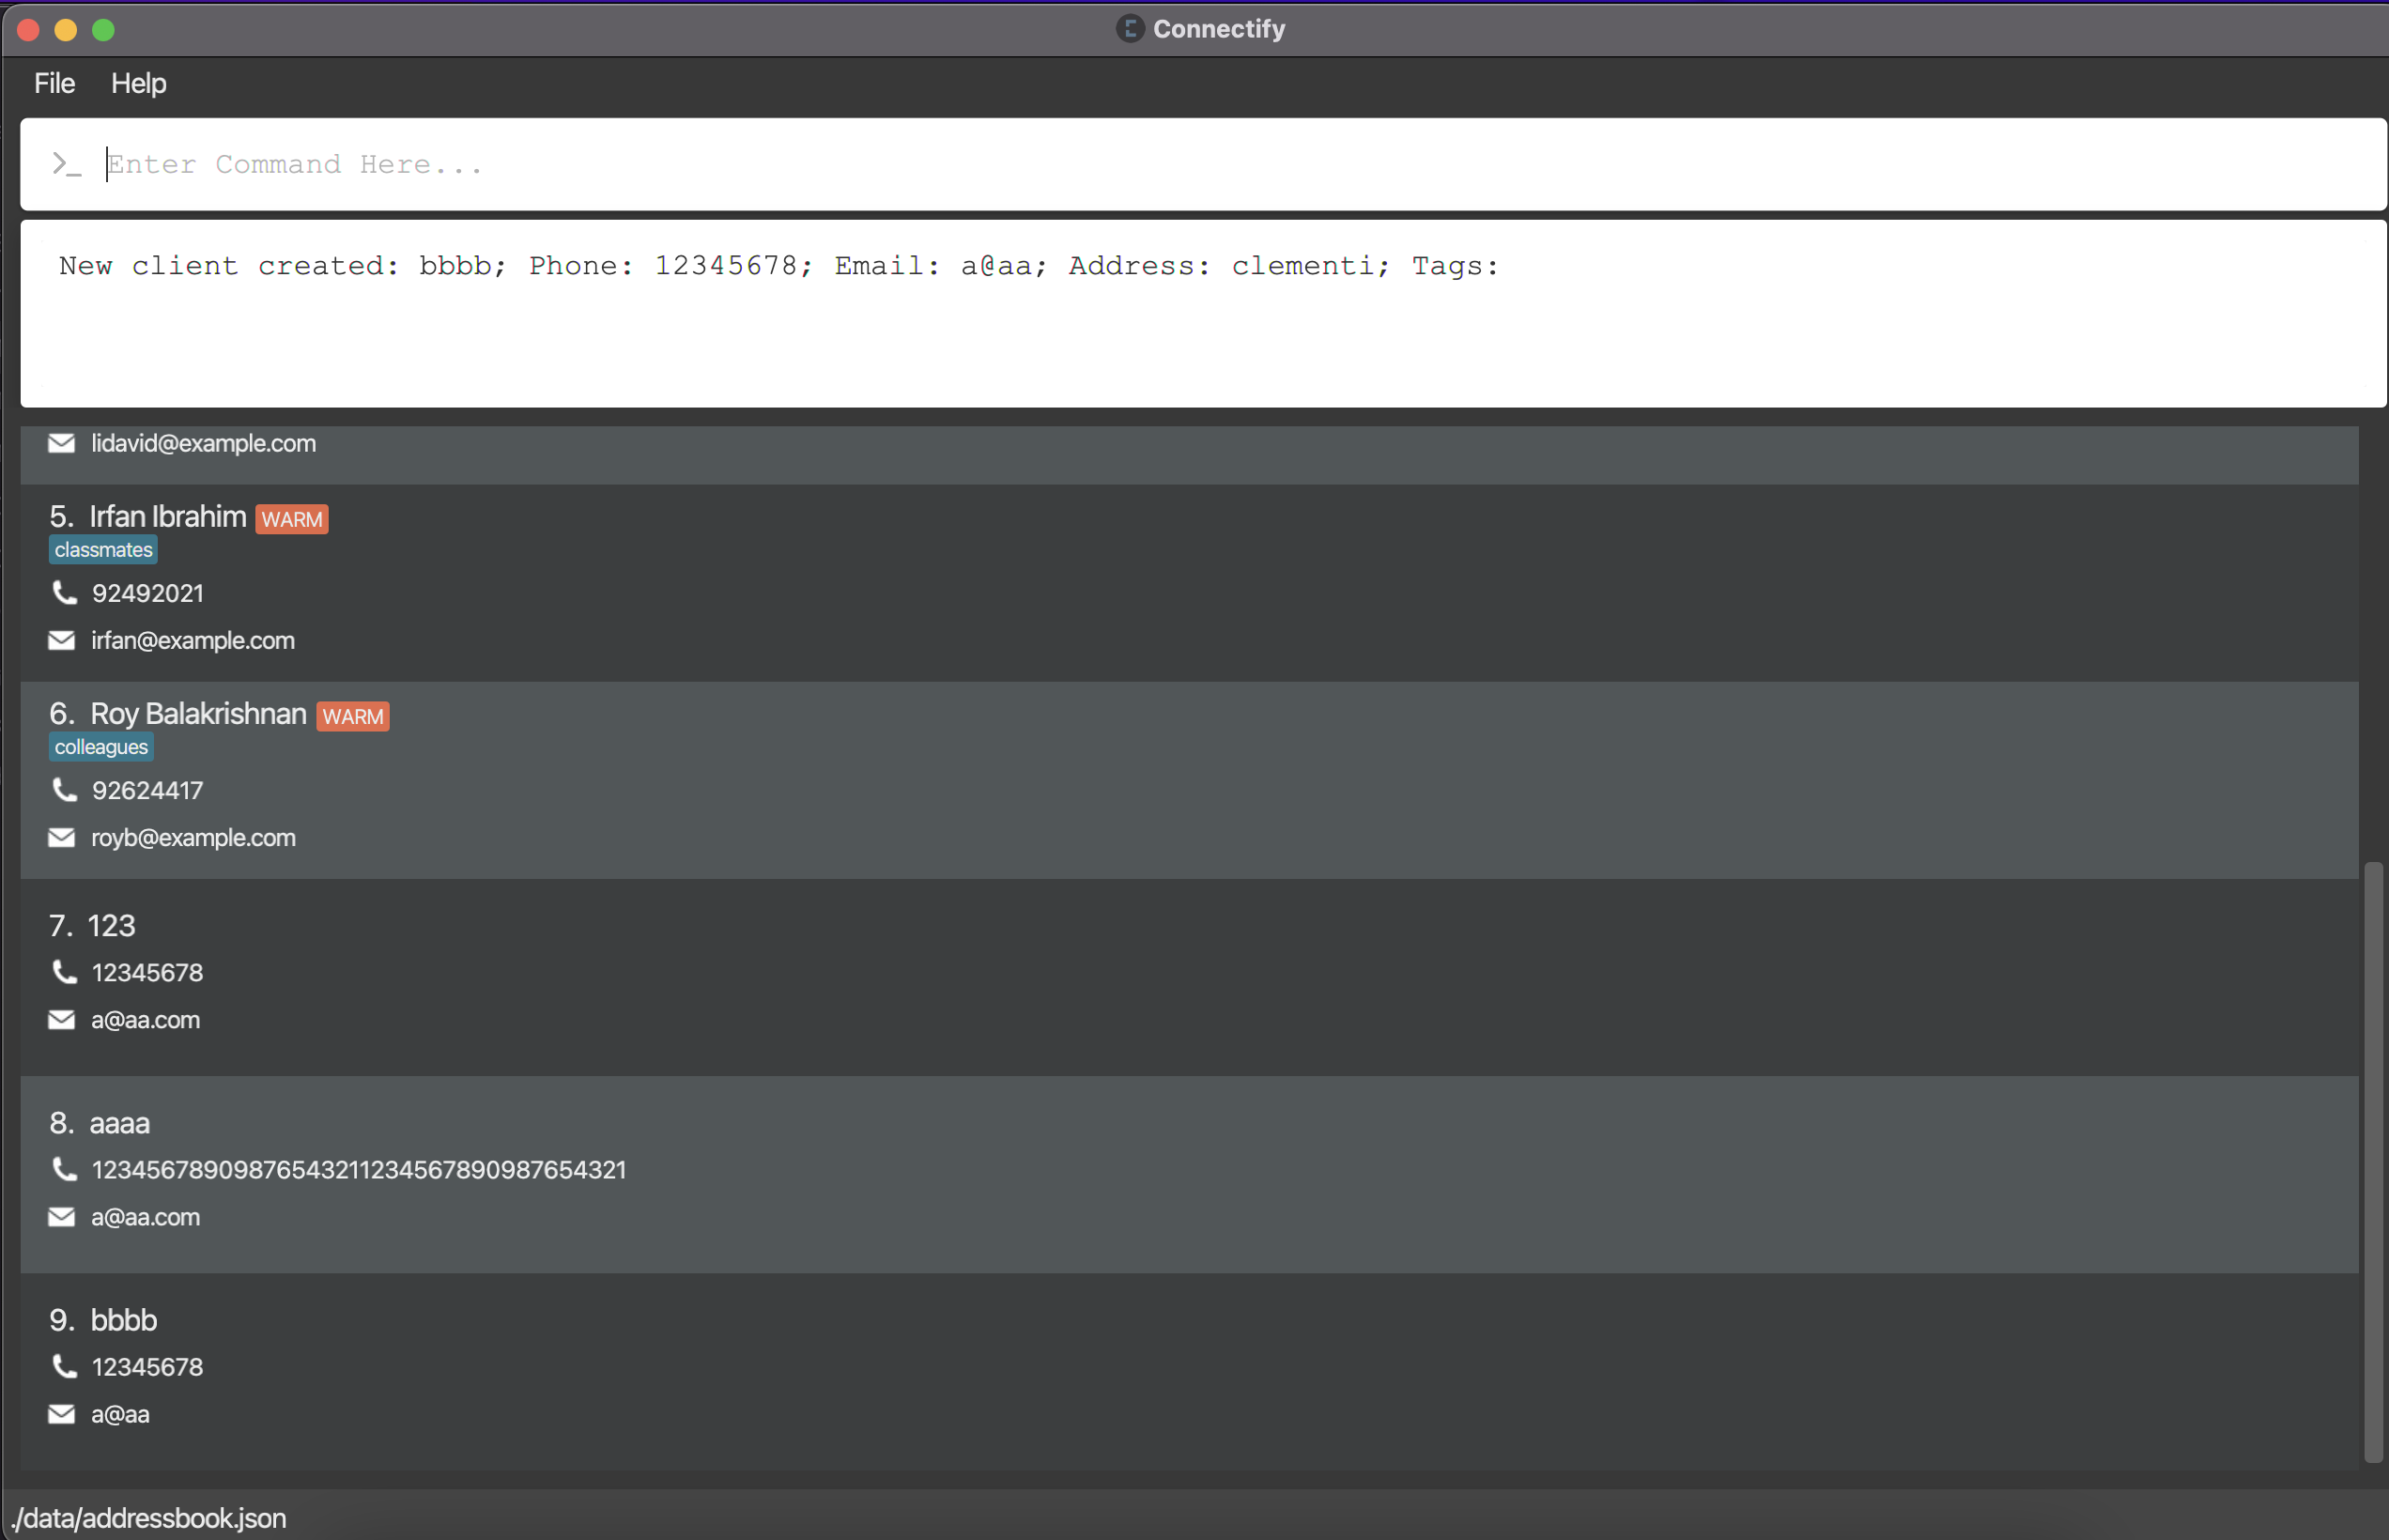 Connectify
File Help
>_ Enter Command Here...
New client created: bbbb; Phone: 12345678; Email: a@aa; Address: clementi; Tags:
lidavid@example.com
5. Irfan Ibrahim WARM
classmates
92492021
irfan@example.com
6. Roy Balakrishnan WARM
colleagues
92624417
royb@example.com
7. 123
12345678
a@aa.com
8. aaaa
12345678909876543211234567890987654321
a@aa.com
9. bbbb
12345678
a@aa
./data/addressbook.json